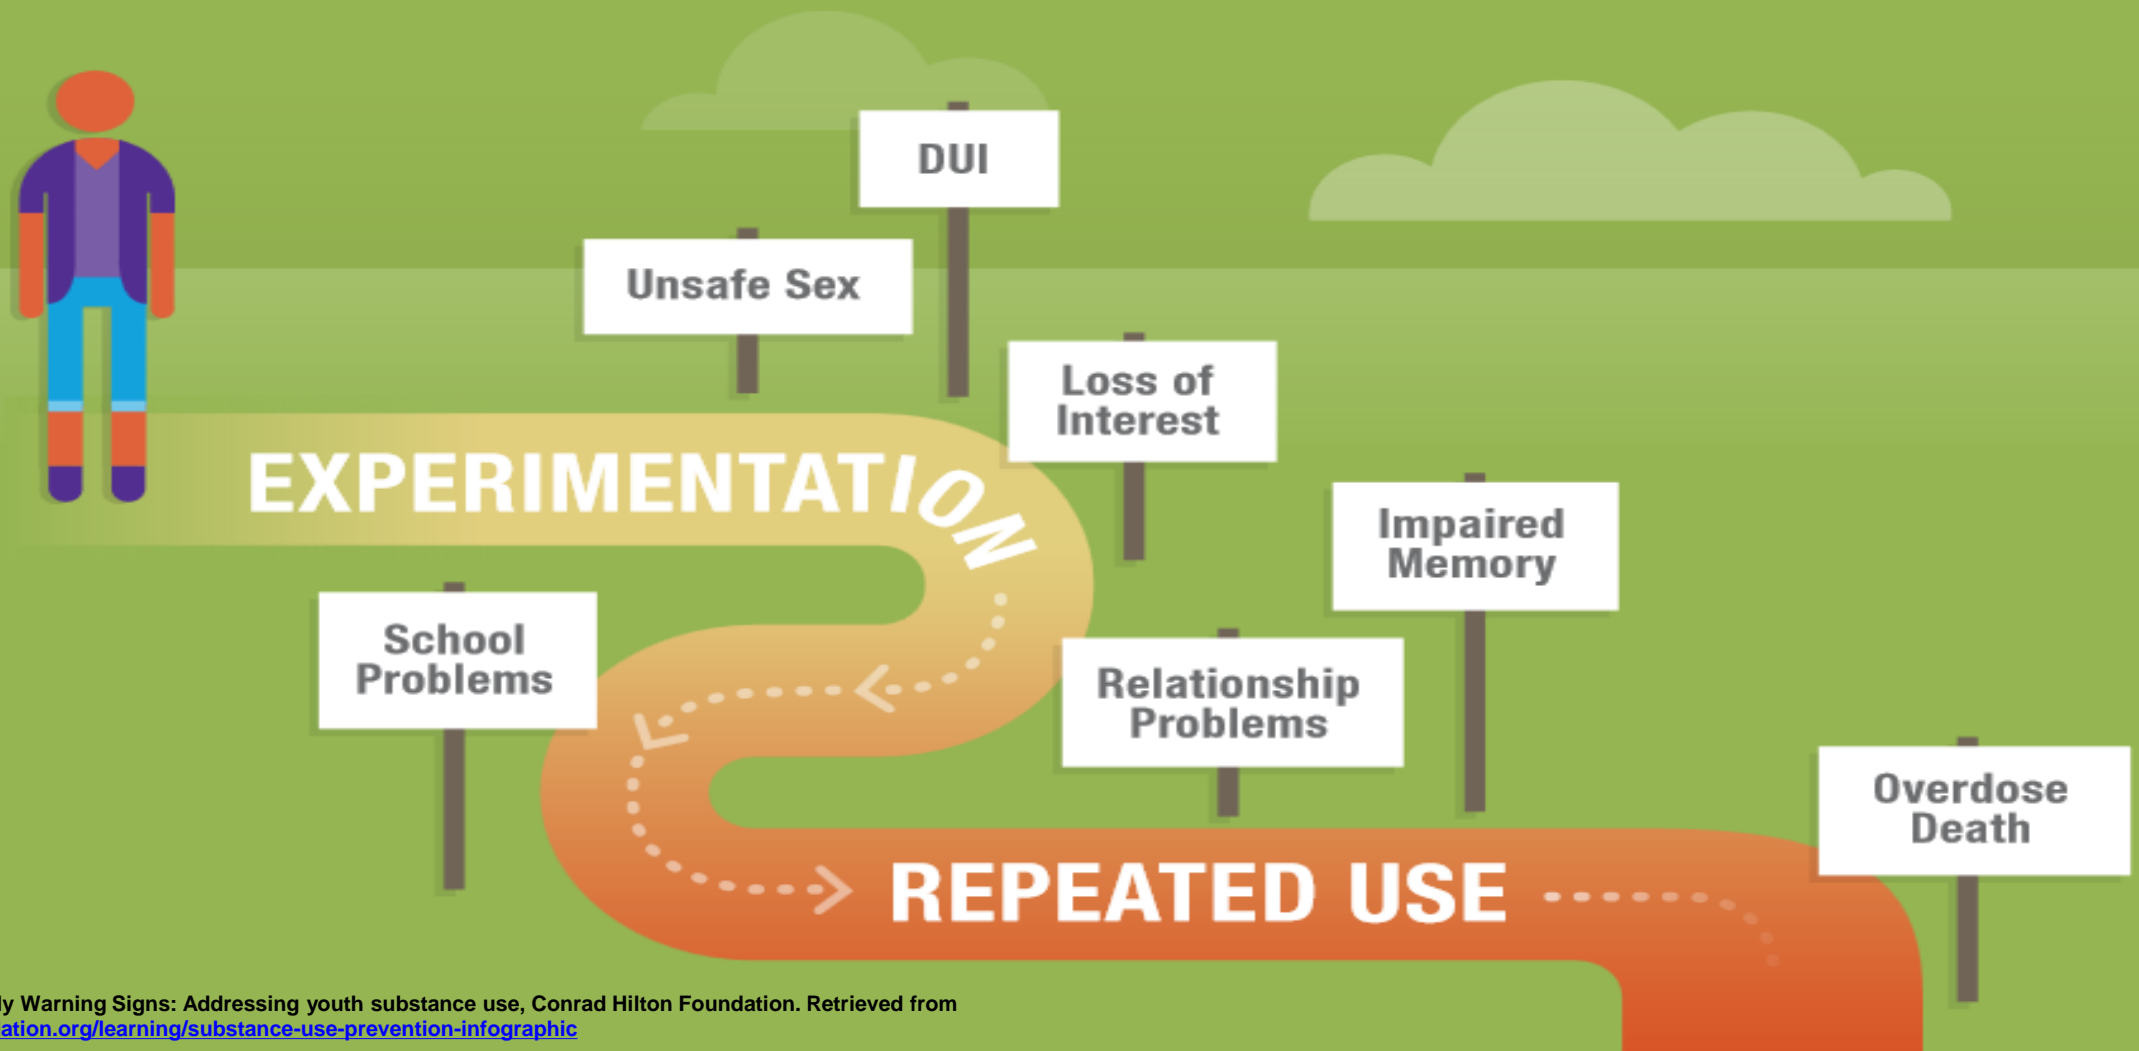 DUI
Unsafe Sex
Loss of
Interest
EXPERIMENTATION
Impaired
Memory
School
Problems
Relationship
Problems
Overdose
Death
REPEATED USE
ly Warning Signs: Addressing youth substance use, Conrad Hilton Foundation. Retrieved from
ation.org/learning/substance-use-prevention-infographic